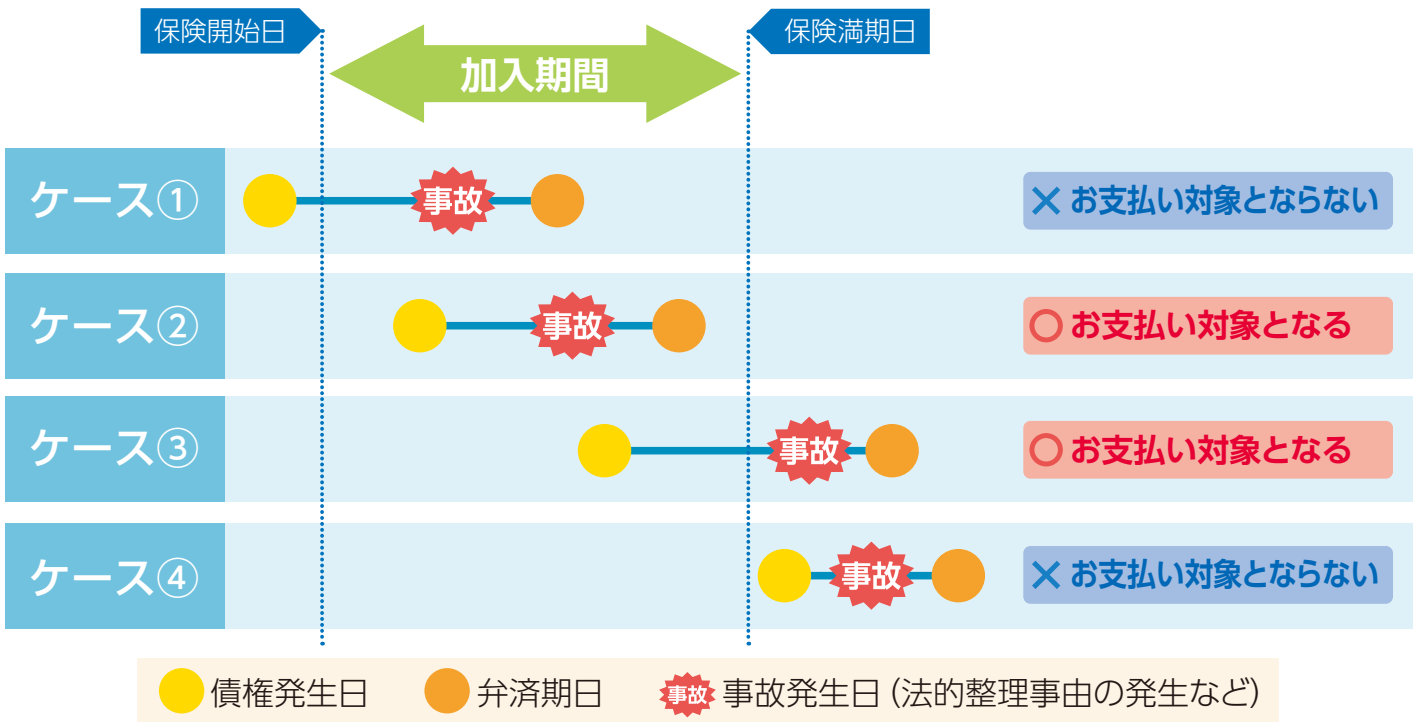 保険開始日
保険満期日
加入期間
ケース①
事故
× お支払い対象とならない
ケース②
事故
○ お支払い対象となる
ケース③
事故
○ お支払い対象となる
ケース④
事故
× お支払い対象とならない
債権発生日 弁済期日 事故 事故発生日(法的整理事由の発生など)